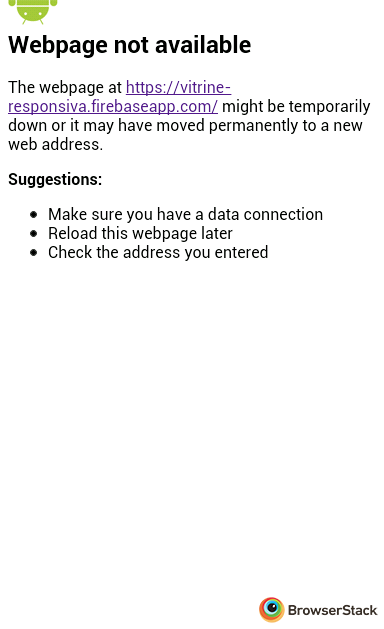 Webpage not available
The webpage at https://vitrine-
responsiva.firebaseapp.com/ might be temporarily
down or it may have moved permanently to a new
web address.
Suggestions:
Make sure you have a data connection
Reload this webpage later
Check the address you entered
BrowserStack